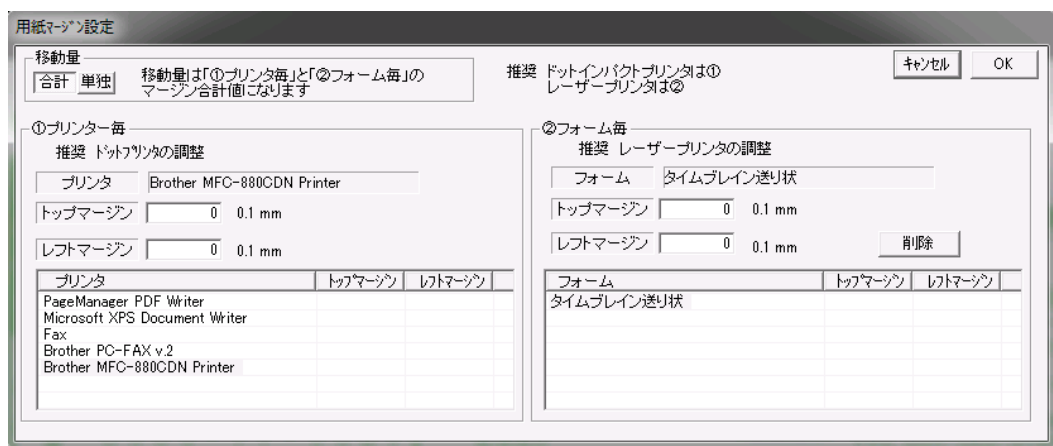 用紙ﾏｰｼﾞﾝ設定
移動量
合計 単独
移動量は「①プリンタ毎」と「②フォーム毎」の
マージン合計値になります
推奨 ドットインパクトプリンタは①
レーザープリンタは②
ｷｬﾝｾﾙ OK
①プリンター毎
推奨 ﾄﾞｯﾄﾌﾟﾘﾝﾀの調整
プリンタ Brother MFC-880CDN Printer
トップマージン 0 0.1 mm
レフトマージン 0 0.1 mm
プリンタ ﾄｯﾌﾟﾏｰｼﾞﾝ ﾚﾌﾄﾏｰｼﾞﾝ
PageManager PDF Writer
Microsoft XPS Document Writer
Fax
Brother PC-FAX v.2
Brother MFC-880CDN Printer
②フォーム毎
推奨 レーザープリンタの調整
フォーム タイムブレイン送り状
トップマージン 0 0.1 mm
レフトマージン 0 0.1 mm 削除
フォーム ﾄｯﾌﾟﾏｰｼﾞﾝ ﾚﾌﾄﾏｰｼﾞﾝ
タイムブレイン送り状